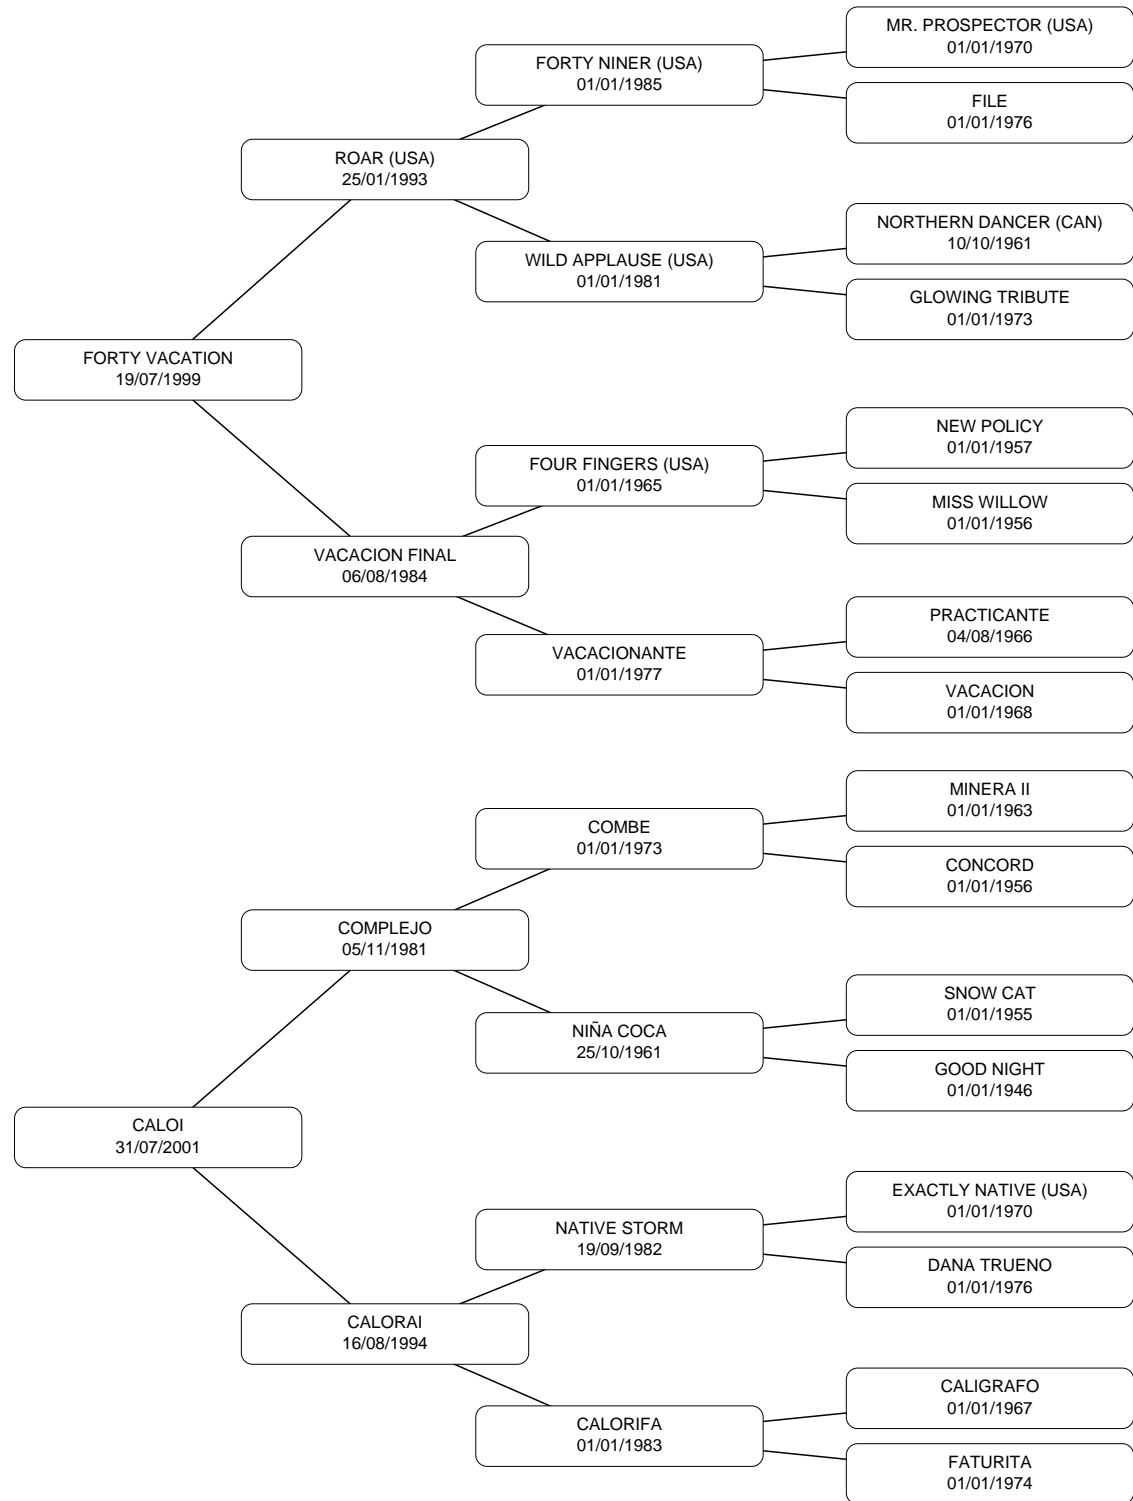 MR. PROSPECTOR (USA)
01/01/1970
FORTY NINER (USA)
01/01/1985
FILE
01/01/1976
ROAR (USA)
25/01/1993
NORTHERN DANCER (CAN)
10/10/1961
WILD APPLAUSE (USA)
01/01/1981
GLOWING TRIBUTE
01/01/1973
FORTY VACATION
19/07/1999
NEW POLICY
01/01/1957
FOUR FINGERS (USA)
01/01/1965
MISS WILLOW
01/01/1956
VACACION FINAL
06/08/1984
PRACTICANTE
04/08/1966
VACACIONANTE
01/01/1977
VACACION
01/01/1968
MINERA II
01/01/1963
COMBE
01/01/1973
CONCORD
01/01/1956
COMPLEJO
05/11/1981
SNOW CAT
01/01/1955
NIÑA COCA
25/10/1961
GOOD NIGHT
01/01/1946
CALOI
31/07/2001
EXACTLY NATIVE (USA)
01/01/1970
NATIVE STORM
19/09/1982
DANA TRUENO
01/01/1976
CALORAI
16/08/1994
CALIGRAFO
01/01/1967
CALORIFA
01/01/1983
FATURITA
01/01/1974